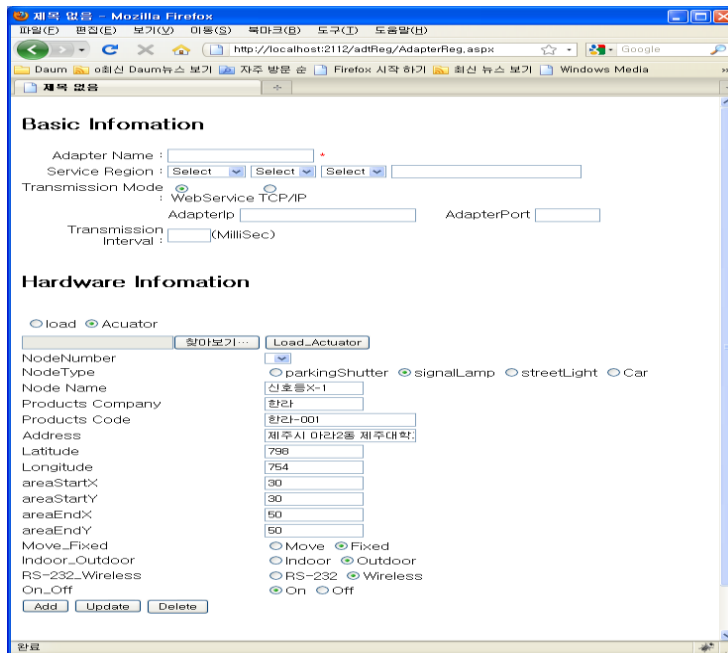 제목 없음 - Mozilla Firefox
파일(F) 편집(E) 보기(V) 이동(S) 북마크(B) 도구(T) 도움말(H)
http://localhost:2112/adtReg/AdapterReg.aspx Google
Daum o최신 Daum뉴스 보기 자주 방문 순 Firefox 시작 하기 최신 뉴스 보기 Windows Media »
제목 없음
Basic Infomation
Adapter Name : *
Service Region : Select Select Select
Transmission Mode
: WebService TCP/IP
AdapterIp AdapterPort
Transmission
Interval : (MilliSec)
Hardware Infomation
load Acuator
찾아보기… Load_Actuator
NodeNumber
NodeType parkingShutter signalLamp streetLight Car
Node Name 신호등X-1
Products Company 한라
Products Code 한라-001
Address 제주시 아라2동 제주대학
Latitude 798
Longitude 754
areaStartX 30
areaStartY 30
areaEndX 50
areaEndY 50
Move_Fixed Move Fixed
Indoor_Outdoor Indoor Outdoor
RS-232_Wireless RS-232 Wireless
On_Off On Off
Add Update Delete
완료